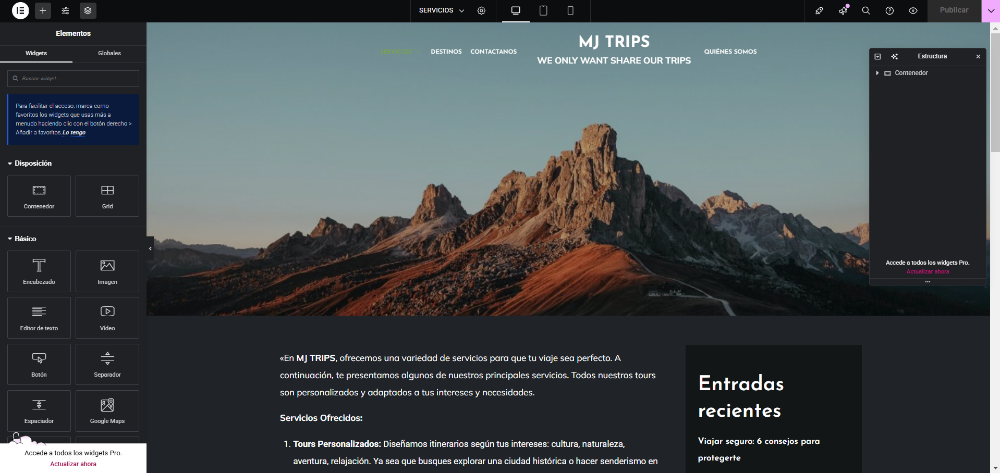 SERVICIOS
Publicar
Elementos
Widgets
Globales
Buscar widget...
Para facilitar el acceso, marca como
favoritos los widgets que usas más a
menudo haciendo clic con el botón derecho >
Añadir a favoritos.Lo tengo
Disposición
Contenedor
Grid
Básico
Encabezado
Imagen
Editor de texto
Vídeo
Botón
Separador
Espaciador
Google Maps
Accede a todos los widgets Pro.
Actualizar ahora
SERVICIOS
DESTINOS
CONTACTANOS
MJ TRIPS
WE ONLY WANT SHARE OUR TRIPS
QUIÉNES SOMOS
Estructura
Contenedor
Accede a todos los widgets Pro.
Actualizar ahora
«En MJ TRIPS, ofrecemos una variedad de servicios para que tu viaje sea perfecto. A
continuación, te presentamos algunos de nuestros principales servicios. Todos nuestros tours
son personalizados y adaptados a tus intereses y necesidades.
Servicios Ofrecidos:
1. Tours Personalizados: Diseñamos itinerarios según tus intereses: cultura, naturaleza,
aventura, relajación. Ya sea que busques explorar una ciudad histórica o hacer senderismo en
Entradas
recientes
Viajar seguro: 6 consejos para
protegerte